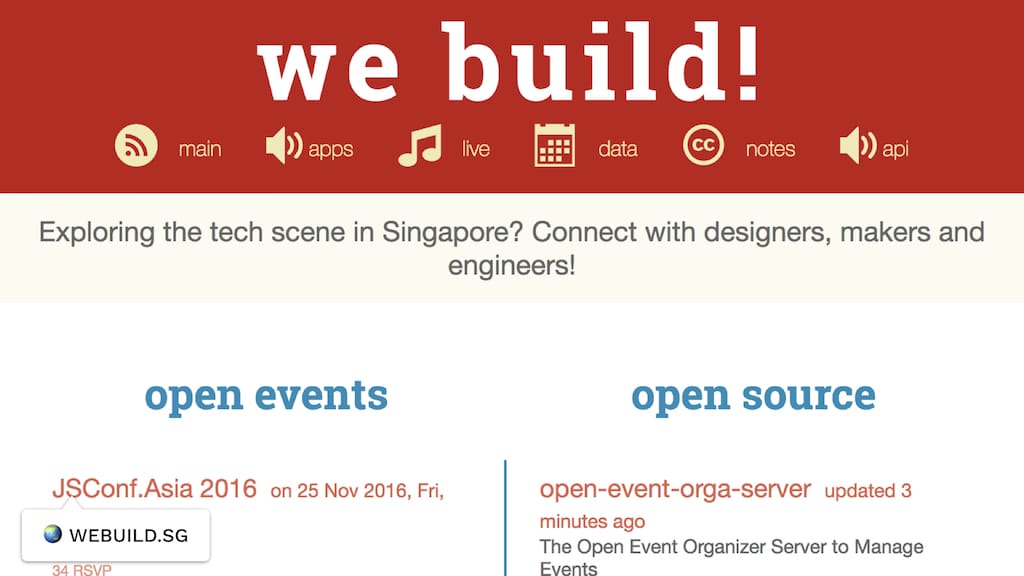 we build!
main apps live data cc notes api
Exploring the tech scene in Singapore? Connect with designers, makers and
engineers!
open events
JSConf.Asia 2016 on 25 Nov 2016, Fri,
WEBUILD.SG
34 RSVP
open source
open-event-orga-server updated 3
minutes ago
The Open Event Organizer Server to Manage
Events